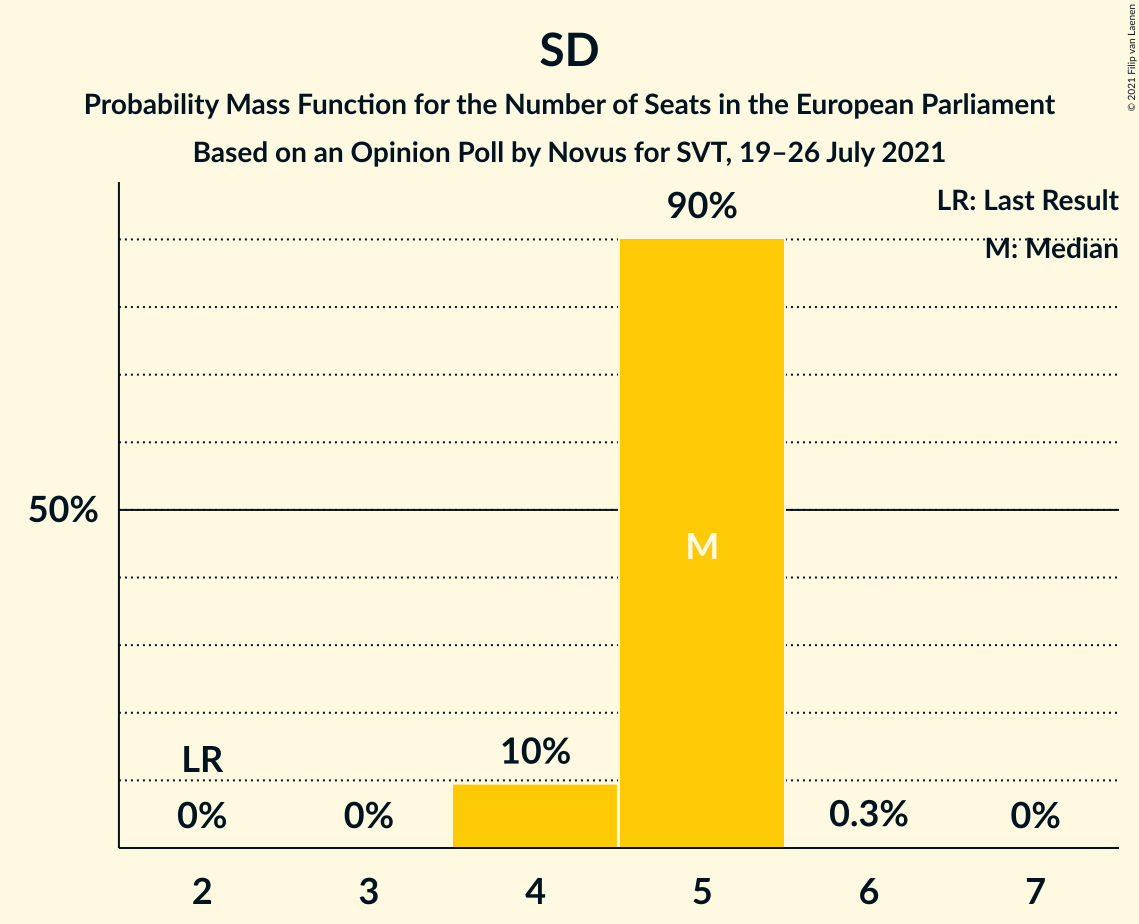 SD
Probability Mass Function for the Number of Seats in the European Parliament
Based on an Opinion Poll by Novus for SVT, 19–26 July 2021
© 2021 Filip van Laenen
LR: Last Result
M: Median
90%
50%
M
LR
10%
0%
0%
0.3%
0%
2
3
4
5
6
7